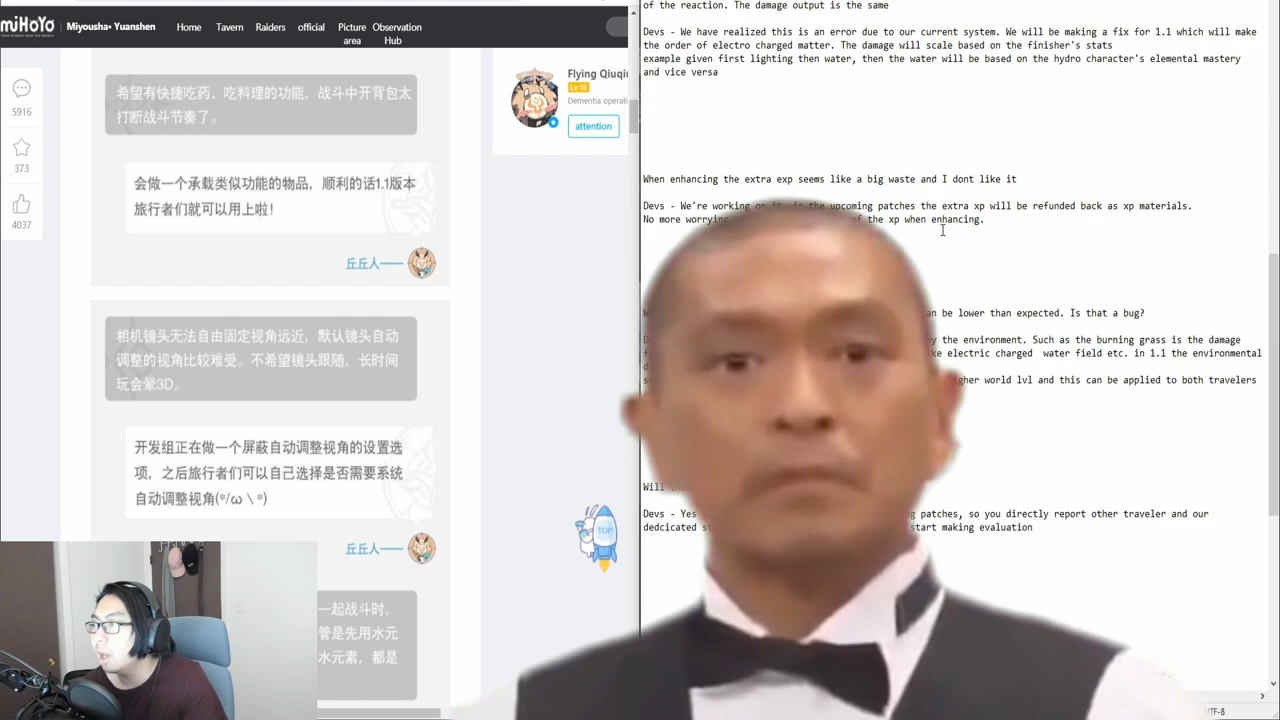 miHoYo
Miyousha• Yuanshen
Home
Tavern
Raiders
official
Picture area
Observation Hub
5916
373
4037
希望有快捷吃药、吃料理的功能，战斗中开背包太
打断战斗节奏了。
会做一个承载类似功能的物品，顺利的话1.1版本
旅行者们就可以用上啦！
丘丘人——
相机镜头无法自由固定视角远近，默认镜头自动
调整的视角比较难受。不希望镜头跟随，长时间
玩会晕3D。
开发组正在做一个屏蔽自动调整视角的设置选
项，之后旅行者们可以自己选择是否需要系统
自动调整视角(*/ω＼*)
丘丘人——
一起战斗时，
管是先用水元
水元素，都是
Flying Qiuqiu
Lv 18
Dementia operati
attention
TOP
of the reaction. The damage output is the same
Devs - We have realized this is an error due to our current system. We will be making a fix for 1.1 which will make
the order of electro charged matter. The damage will scale based on the finisher's stats
example given first lighting then water, then the water will be based on the hydro character's elemental mastery
and vice versa
When enhancing the extra exp seems like a big waste and I dont like it
Devs - We're working on it, in the upcoming patches the extra xp will be refunded back as xp materials.
No more worrying of the xp when enhancing.
an be lower than expected. Is that a bug?
y the environment. Such as the burning grass is the damage
ke electric charged water field etc. in 1.1 the environmental
igher world lvl and this can be applied to both travelers
Will
Devs - Yes patches, so you directly report other traveler and our
dedcicated start making evaluation
UTF-8